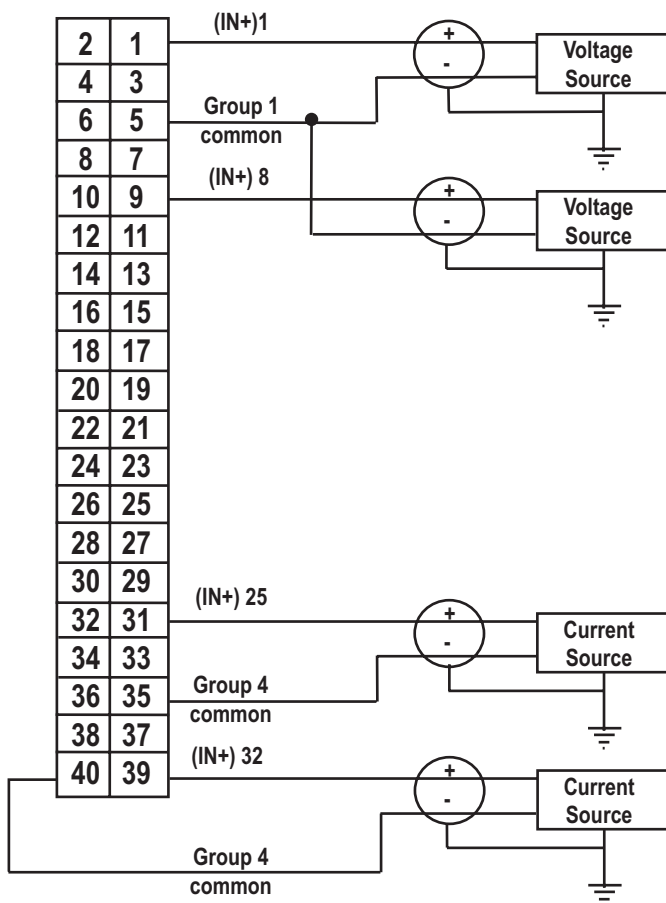 2 1
4 3
6 5
8 7
10 9
12 11
14 13
16 15
18 17
20 19
22 21
24 23
26 25
28 27
30 29
32 31
34 33
36 35
38 37
40 39
(IN+)1
+
-
Voltage
Source
Group 1
common
(IN+) 8
+
-
Voltage
Source
(IN+) 25
+
-
Current
Source
Group 4
common
(IN+) 32
+
-
Current
Source
Group 4
common